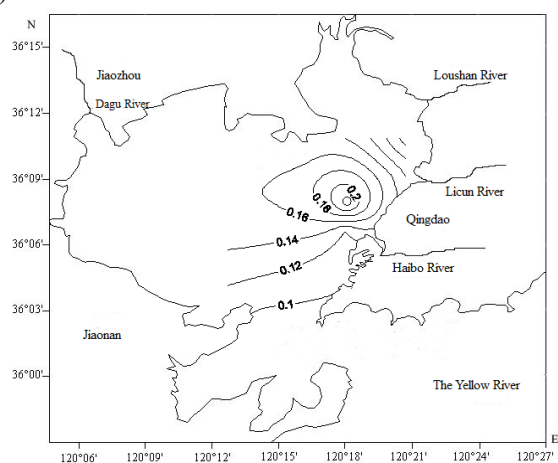 N
36°15'
36°12'
36°09'
36°06'
36°03'
36°00'
Jiaozhou
Dagu River
Loushan River
Licun River
Qingdao
Haibo River
Jiaonan
The Yellow River
0.2
0.18
0.16
0.14
0.12
0.1
120°06' 120°09' 120°12' 120°15' 120°18' 120°21' 120°24' 120°27'
E